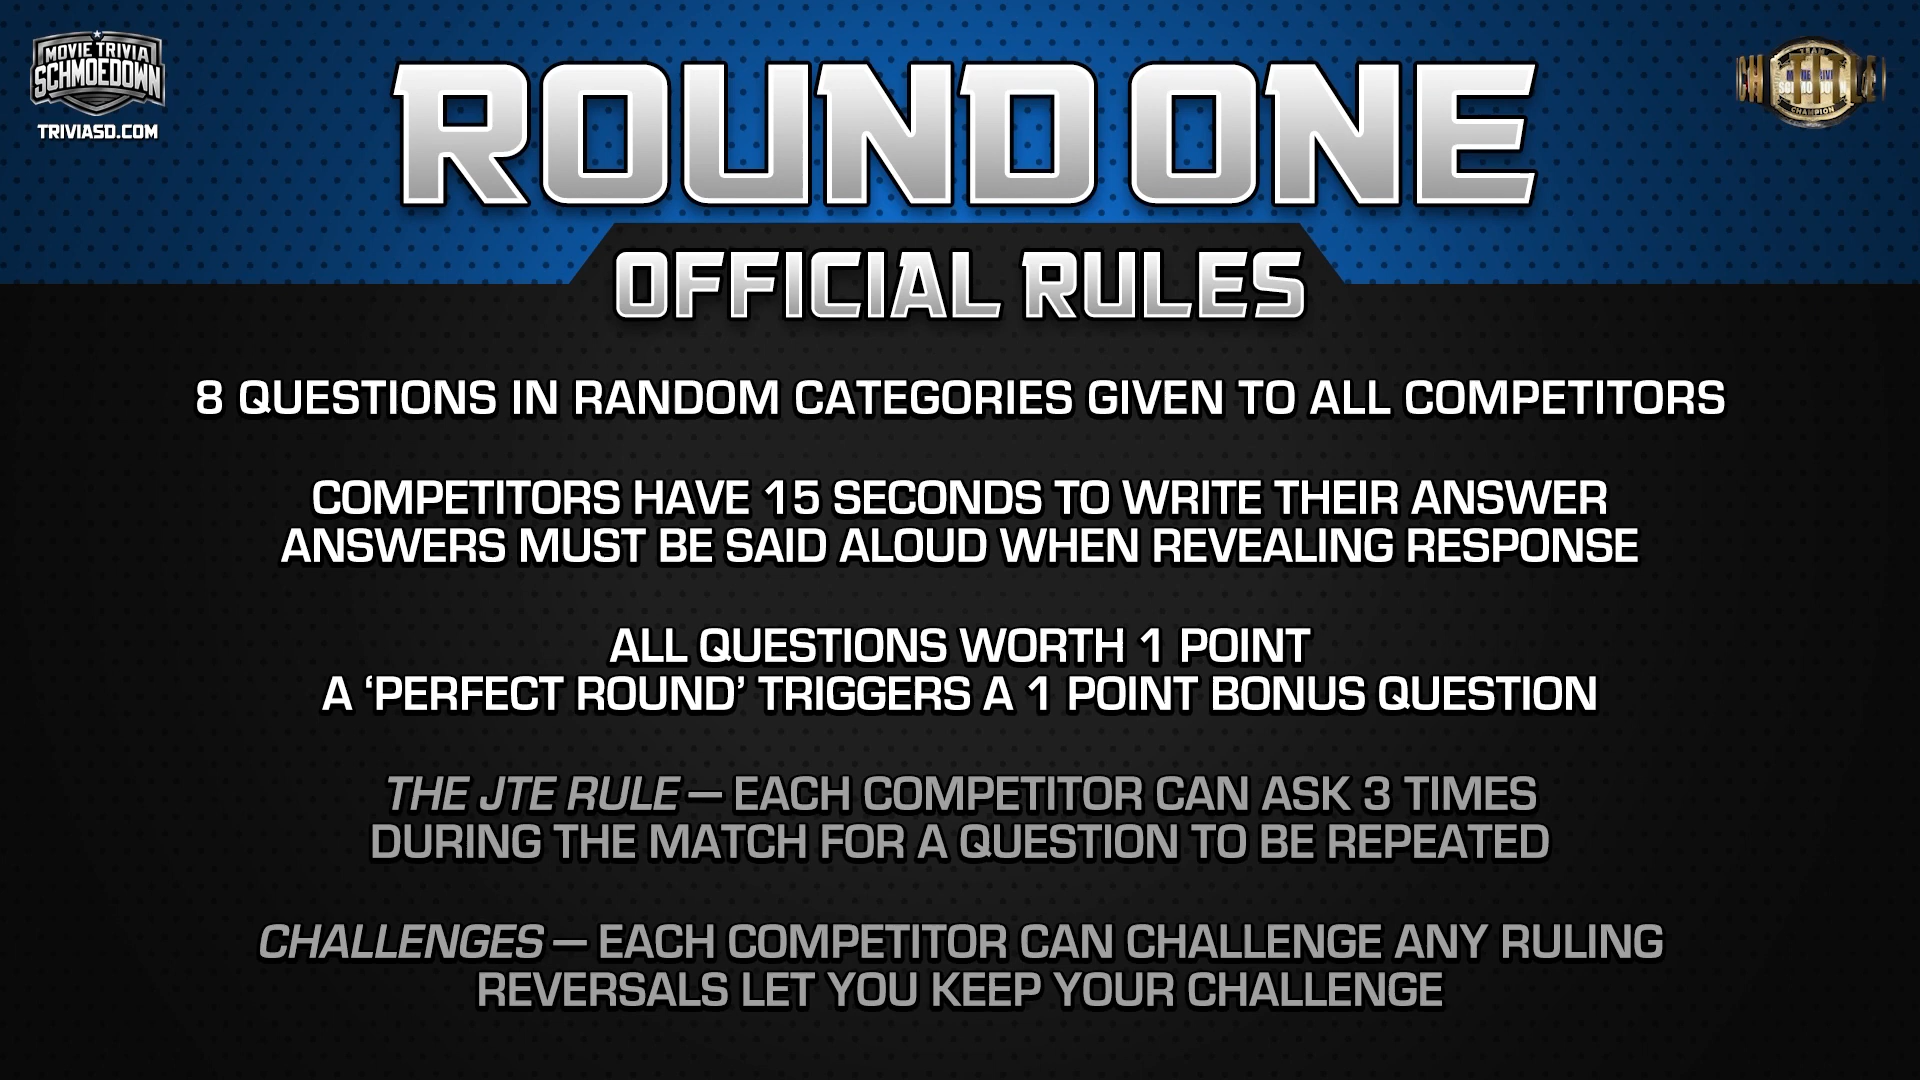 MOVIE TRIVIA
SCHMOEDOWN
TRIVIASD.COM
ROUND ONE
TEAM
CHAMPION
OFFICIAL RULES
8 QUESTIONS IN RANDOM CATEGORIES GIVEN TO ALL COMPETITORS
COMPETITORS HAVE 15 SECONDS TO WRITE THEIR ANSWER
ANSWERS MUST BE SAID ALOUD WHEN REVEALING RESPONSE
ALL QUESTIONS WORTH 1 POINT
A ‘PERFECT ROUND’ TRIGGERS A 1 POINT BONUS QUESTION
THE JTE RULE — EACH COMPETITOR CAN ASK 3 TIMES
DURING THE MATCH FOR A QUESTION TO BE REPEATED
CHALLENGES — EACH COMPETITOR CAN CHALLENGE ANY RULING
REVERSALS LET YOU KEEP YOUR CHALLENGE